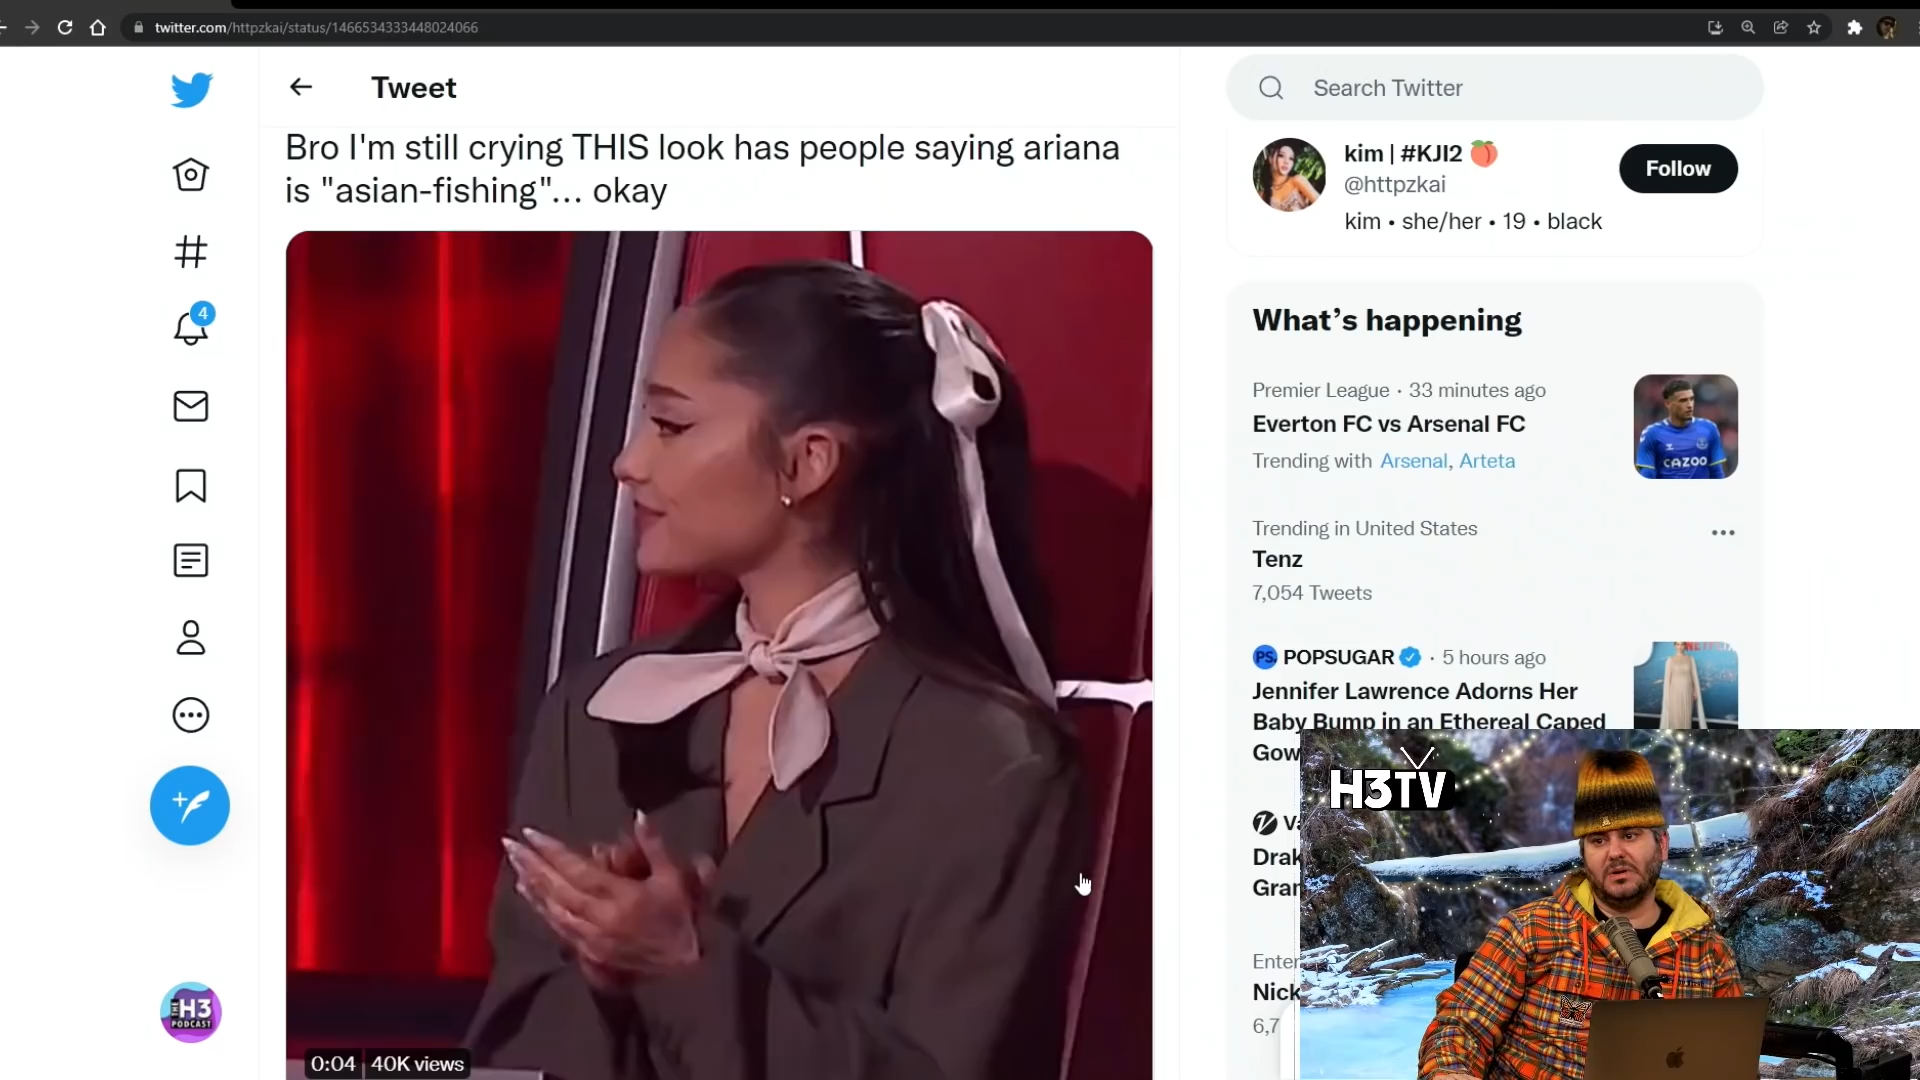 twitter.com/httpzkai/status/1466534333448024066
Tweet
Bro I'm still crying THIS look has people saying ariana
is "asian-fishing"... okay
0:04
40K views
4
THE
H3
PODCAST
Search Twitter
kim | #KJI2 🍑
@httpzkai
Follow
kim • she/her • 19 • black
What's happening
Premier League · 33 minutes ago
Everton FC vs Arsenal FC
Trending with Arsenal, Arteta
CAZOO
Trending in United States
Tenz
7,054 Tweets
PS.
POPSUGAR · 5 hours ago
Jennifer Lawrence Adorns Her
Baby Bump in an Ethereal Caped
H3TV